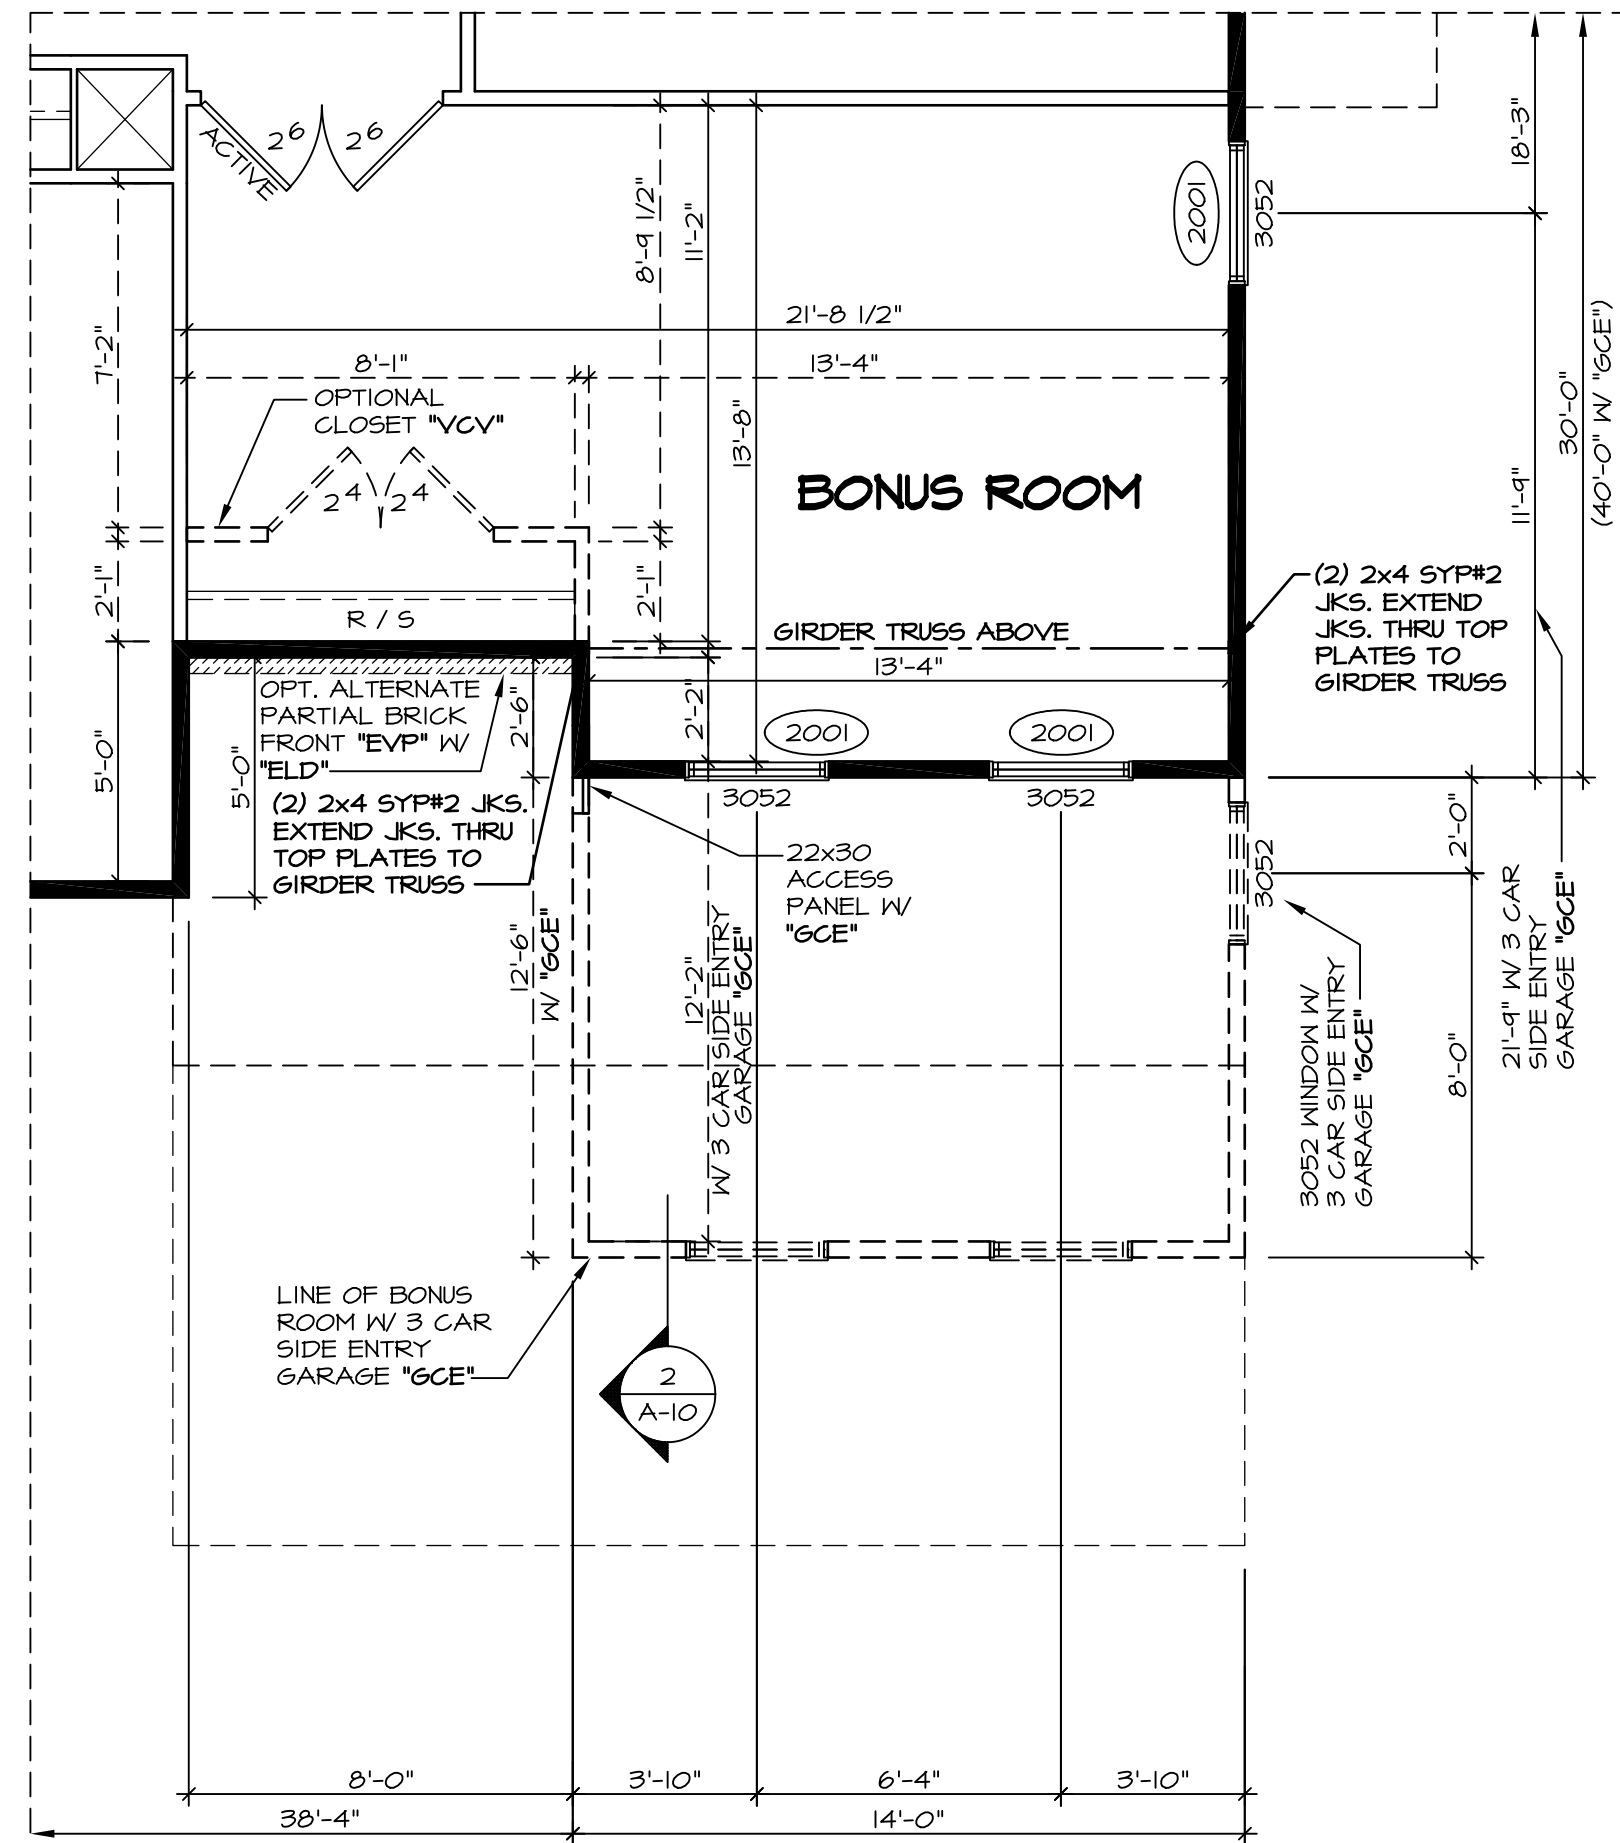 ACTIVE
2⁶
2⁶
2001
3052
18'-3"
8'-9 1/2"
11'-2"
21'-8 1/2"
7'-2"
8'-1"
13'-4"
30'-0"
(40'-0" W/ "GCE")
OPTIONAL
CLOSET "VCV"
13'-8"
2⁴
2⁴
BONUS ROOM
11'-9"
2'-1"
R / S
2'-1"
GIRDER TRUSS ABOVE
13'-4"
(2) 2x4 SYP#2
JKS. EXTEND
JKS. THRU TOP
PLATES TO
GIRDER TRUSS
OPT. ALTERNATE
PARTIAL BRICK
FRONT "EVP" W/
"ELD"
5'-0"
5'-0"
2'-6"
2'-2"
2001
2001
3052
3052
(2) 2x4 SYP#2 JKS.
EXTEND JKS. THRU
TOP PLATES TO
GIRDER TRUSS
22x30
ACCESS
PANEL W/
"GCE"
2'-0"
3052
12'-6"
W/ "GCE"
12'-2"
W/ 3 CAR SIDE ENTRY
GARAGE "GCE"
3052 WINDOW W/
3 CAR SIDE ENTRY
GARAGE "GCE"
8'-0"
21'-9" W/ 3 CAR
SIDE ENTRY
GARAGE "GCE"
LINE OF BONUS
ROOM W/ 3 CAR
SIDE ENTRY
GARAGE "GCE"
2
A-10
8'-0"
3'-10"
6'-4"
3'-10"
38'-4"
14'-0"